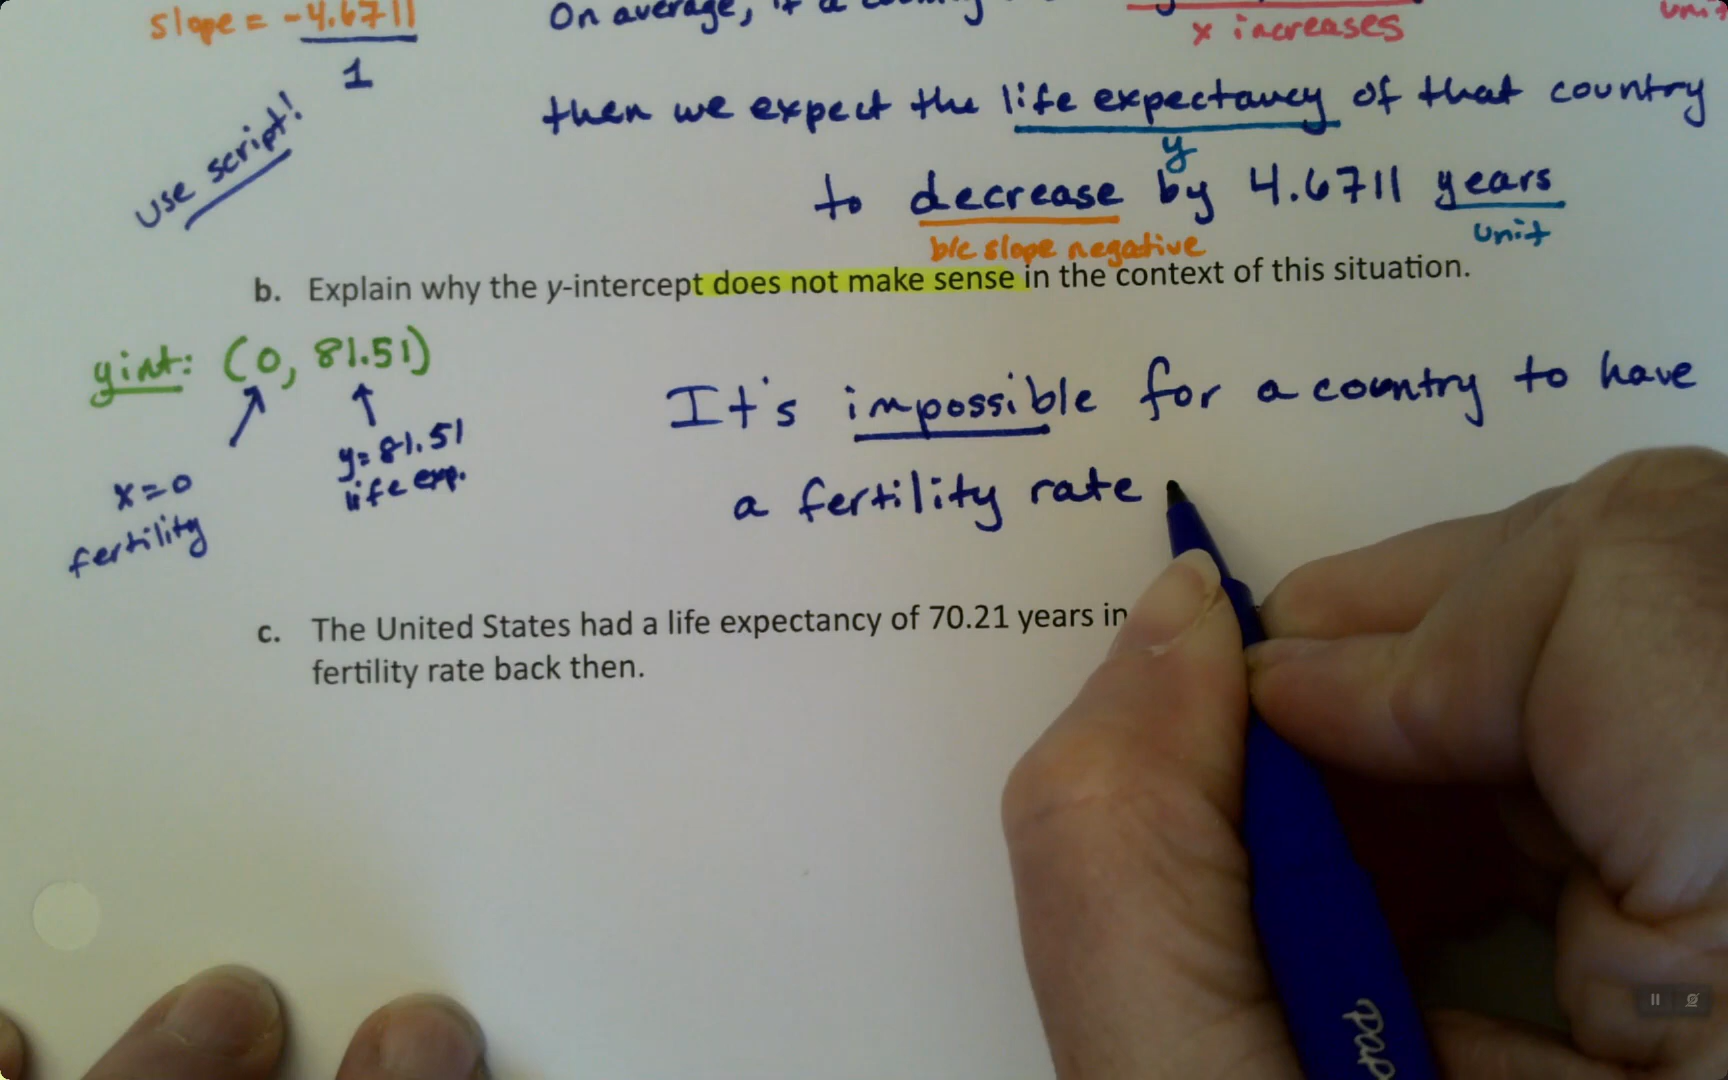 slope = -4.6711
1
On average, if a country
x increases
unit
use script!
then we expect the life expectancy of that country
y
to decrease by 4.6711 years
b/c slope negative
unit
b. Explain why the y-intercept does not make sense in the context of this situation.
yint: (0, 81.51)
x=0
fertility
y=81.51
life exp.
It's impossible for a country to have
a fertility rate
c. The United States had a life expectancy of 70.21 years in
fertility rate back then.